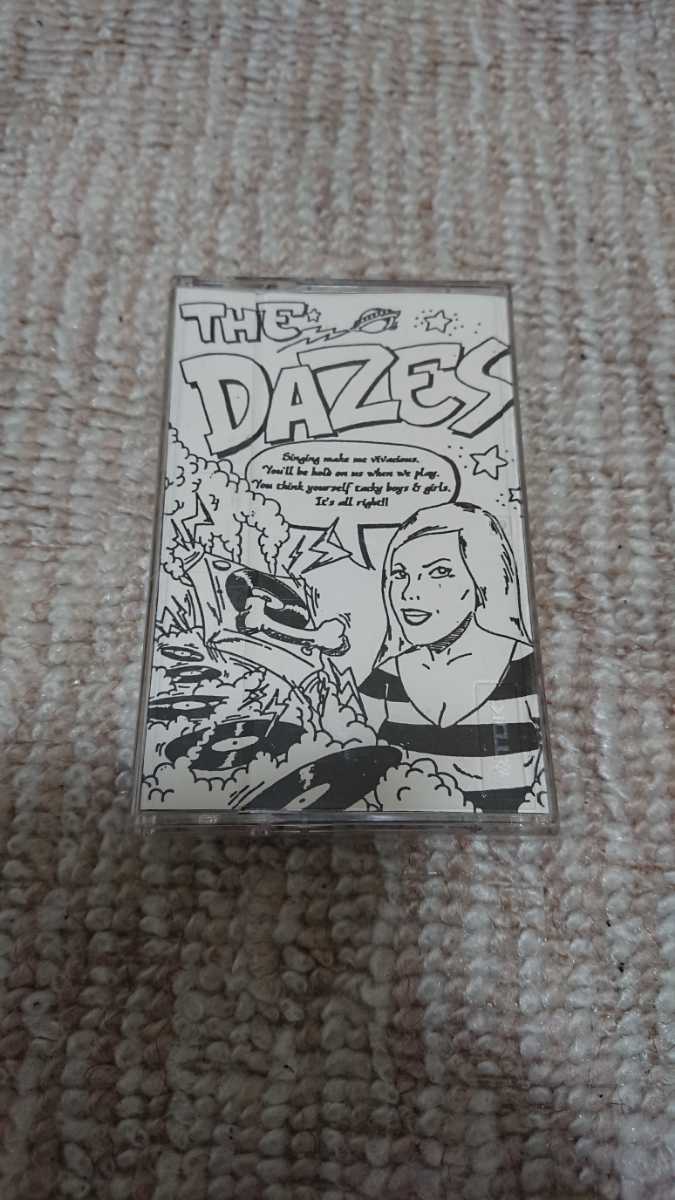 THE
DAZES
Singing make me vivacious.
You'll be hold on us when we play.
You think yourself tacky boys & girls.
It's all right!!
TDK